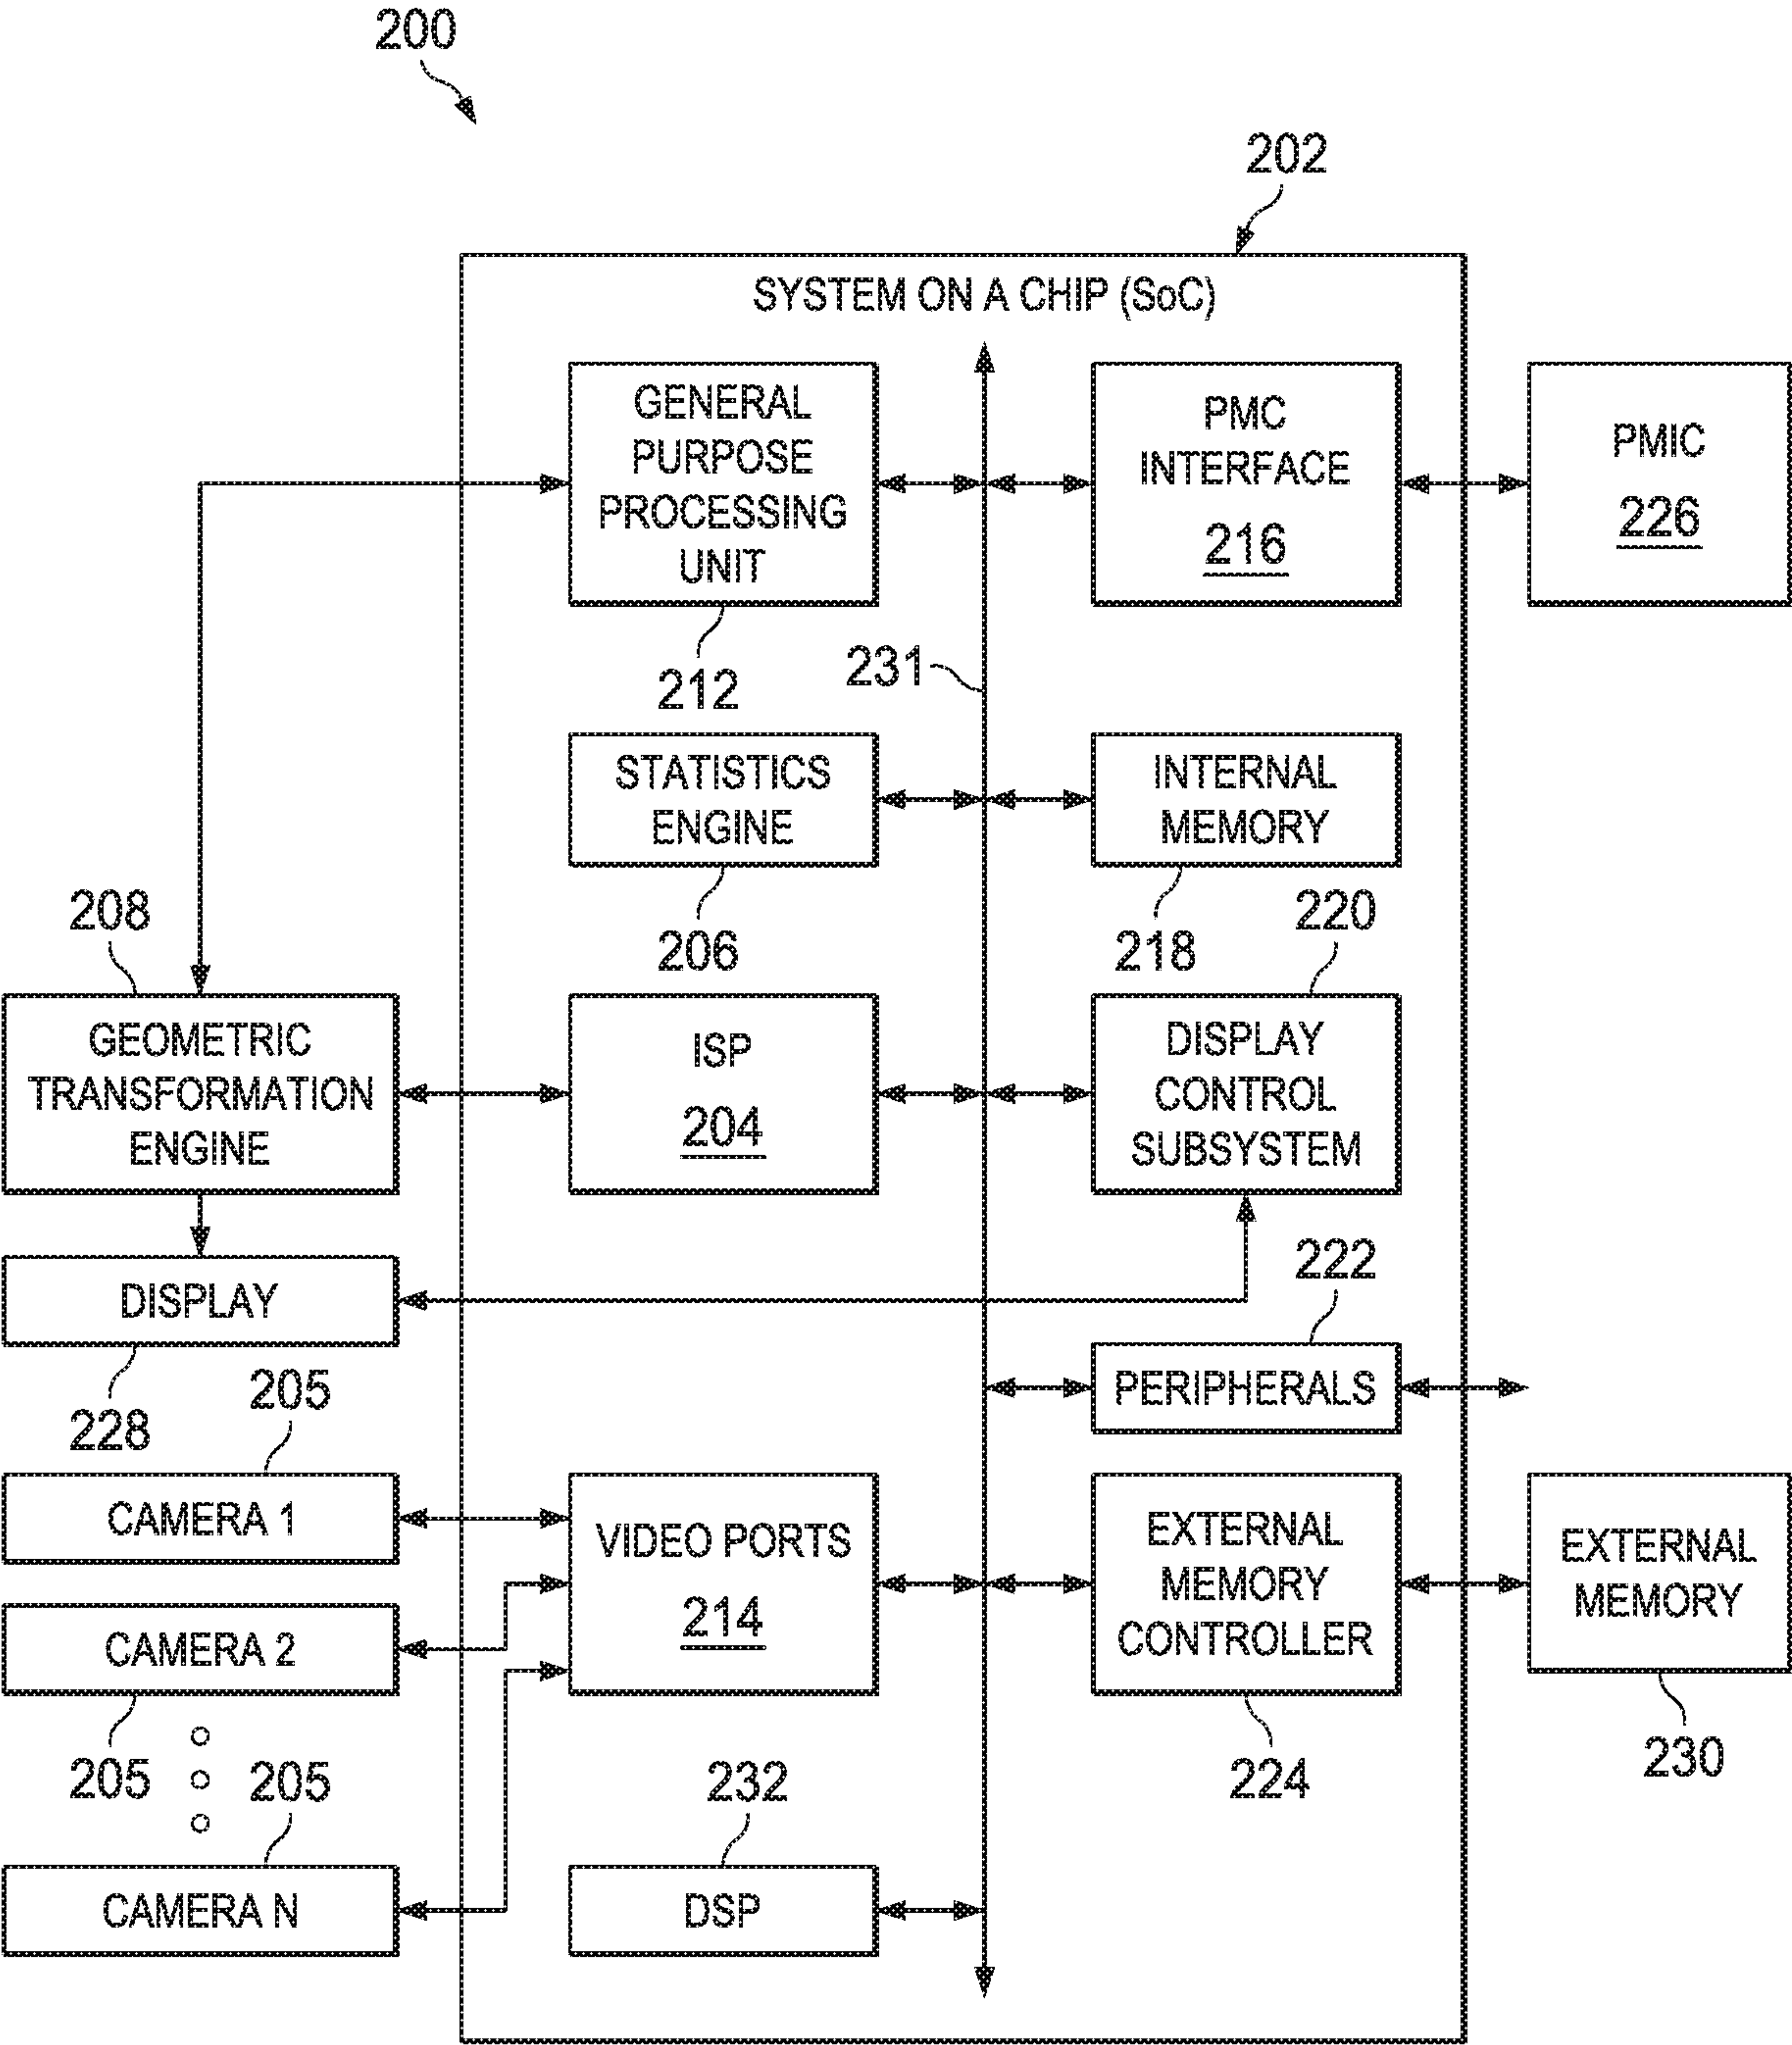 200
202
SYSTEM ON A CHIP (SoC)
GENERAL
PURPOSE
PROCESSING
UNIT
212
PMC
INTERFACE
216
PMIC
226
231
STATISTICS
ENGINE
206
INTERNAL
MEMORY
218
208
GEOMETRIC
TRANSFORMATION
ENGINE
ISP
204
220
DISPLAY
CONTROL
SUBSYSTEM
DISPLAY
228
222
PERIPHERALS
205
CAMERA 1
VIDEO PORTS
214
EXTERNAL
MEMORY
CONTROLLER
224
EXTERNAL
MEMORY
230
CAMERA 2
205
205
CAMERA N
232
DSP